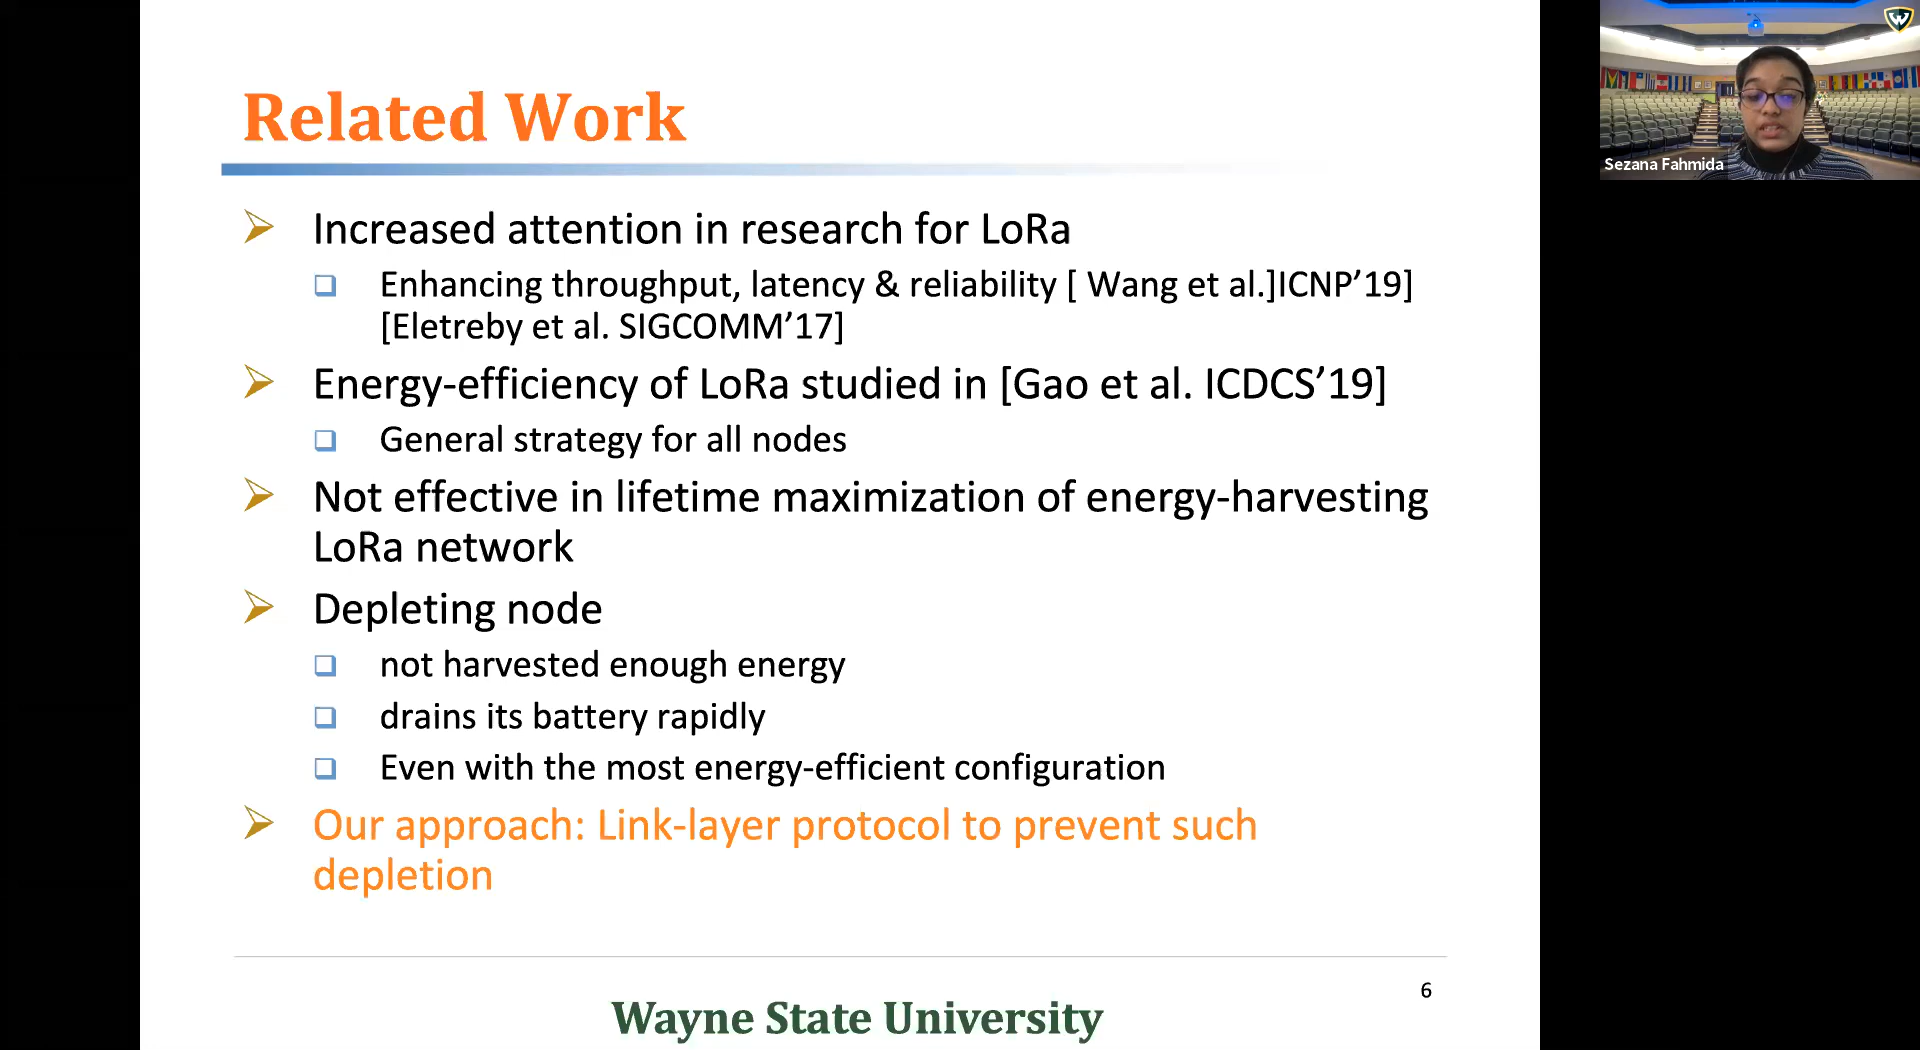 Related Work
Increased attention in research for LoRa
Enhancing throughput, latency & reliability [ Wang et al.]ICNP’19]
[Eletreby et al. SIGCOMM’17]
Energy-efficiency of LoRa studied in [Gao et al. ICDCS’19]
General strategy for all nodes
Not effective in lifetime maximization of energy-harvesting
LoRa network
Depleting node
not harvested enough energy
drains its battery rapidly
Even with the most energy-efficient configuration
Our approach: Link-layer protocol to prevent such
depletion
6
Wayne State University
W
Sezana Fahmida